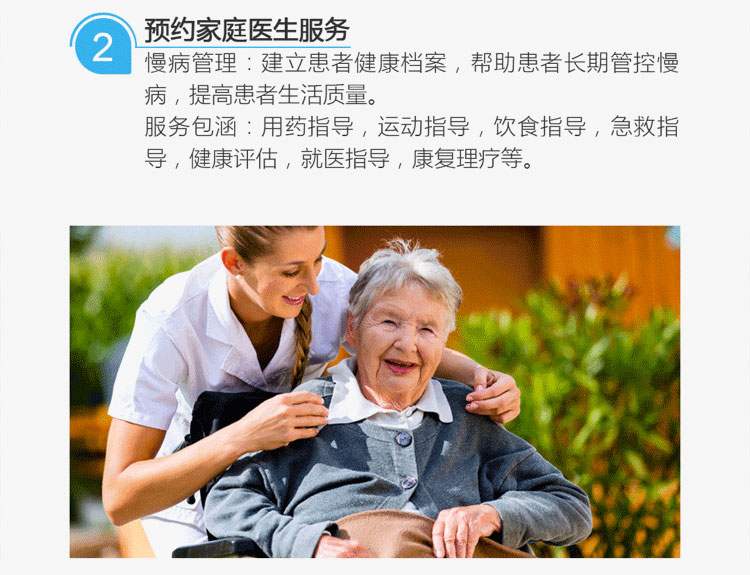 2
预约家庭医生服务
慢病管理：建立患者健康档案，帮助患者长期管控慢
病，提高患者生活质量。
服务包涵：用药指导，运动指导，饮食指导，急救指
导，健康评估，就医指导，康复理疗等。